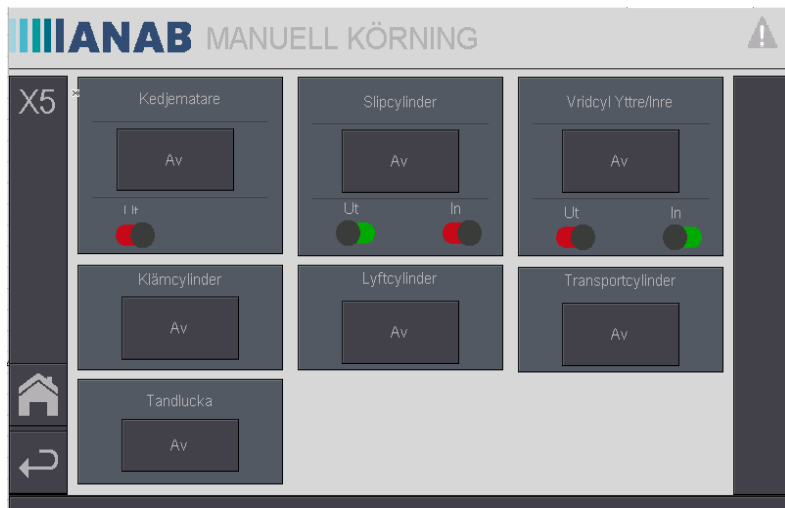 ANAB MANUELL KÖRNING
X5
Kedjematare
Av
Ut
Slipcylinder
Av
Ut In
Vridcyl Yttre/Inre
Av
Ut In
Klämcylinder
Av
Lyftcylinder
Av
Transportcylinder
Av
Tandlucka
Av